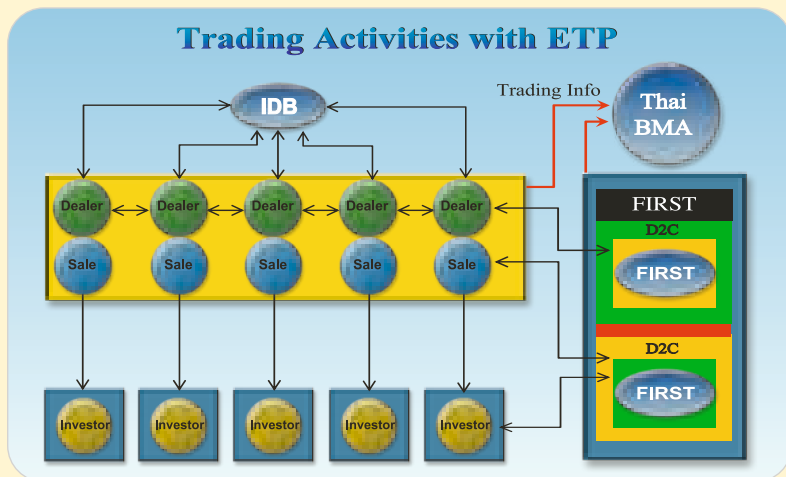 Trading Activities with ETP
Trading Info
IDB
Thai
BMA
Dealer Dealer Dealer Dealer Dealer
Sale Sale Sale Sale Sale
FIRST
D2C
FIRST
D2C
FIRST
Investor Investor Investor Investor Investor